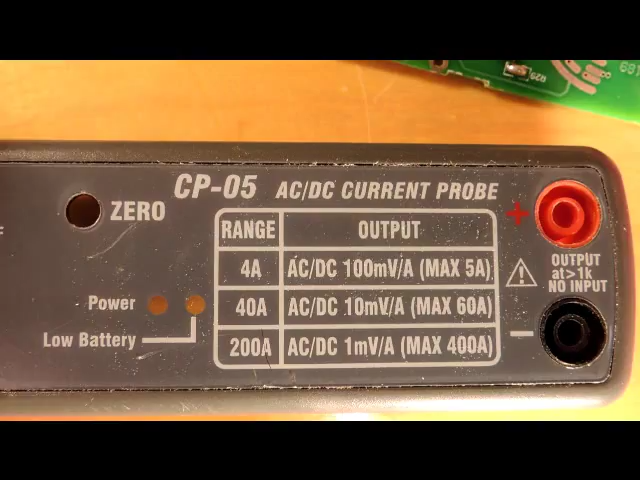 CP-05 AC/DC CURRENT PROBE
ZERO
RANGE OUTPUT
4A AC/DC 100mV/A (MAX 5A)
40A AC/DC 10mV/A (MAX 60A)
200A AC/DC 1mV/A (MAX 400A)
Power
Low Battery
+
OUTPUT
at>1k
NO INPUT
−